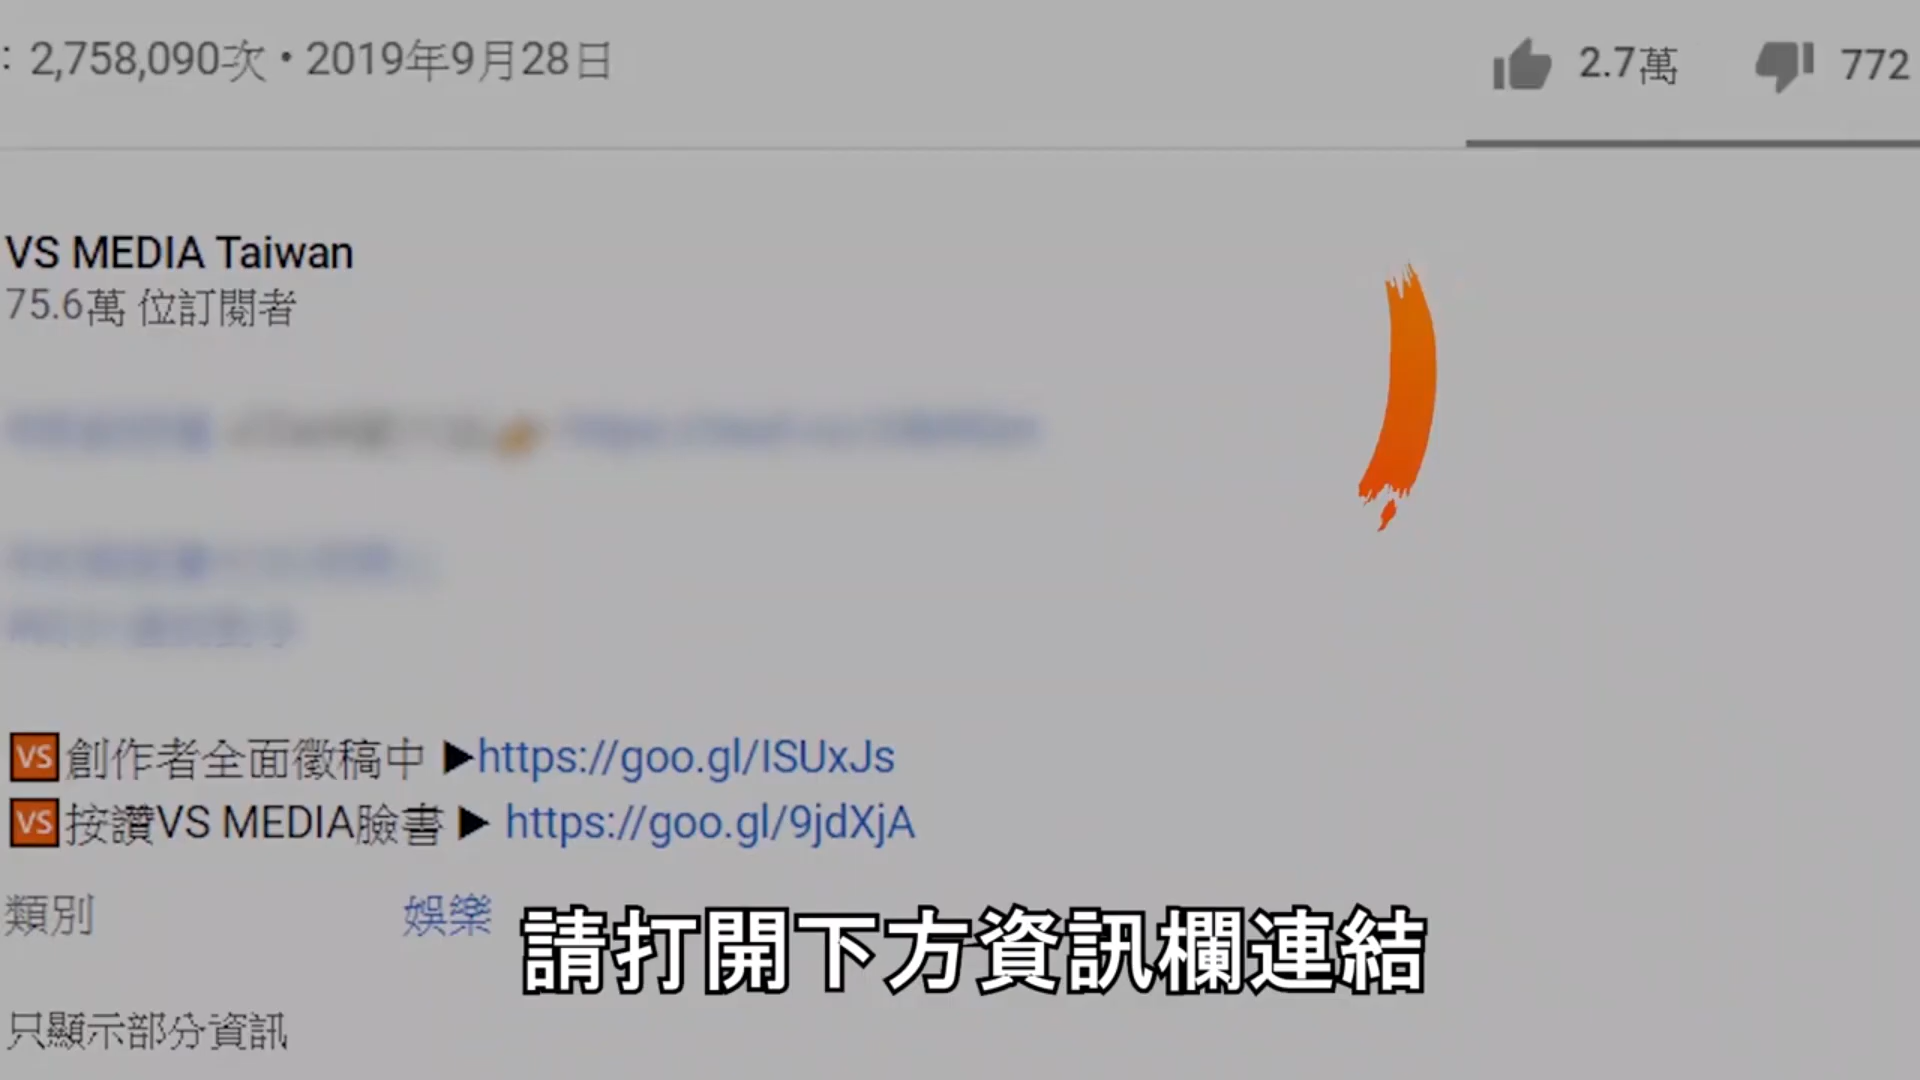 : 2,758,090次 • 2019年9月28日
2.7萬
772
VS MEDIA Taiwan
75.6萬 位訂閱者
VS創作者全面徵稿中 ▶https://goo.gl/ISUxJs
VS按讚VS MEDIA臉書 ▶ https://goo.gl/9jdXjA
類別 娛樂
請打開下方資訊欄連結
只顯示部分資訊